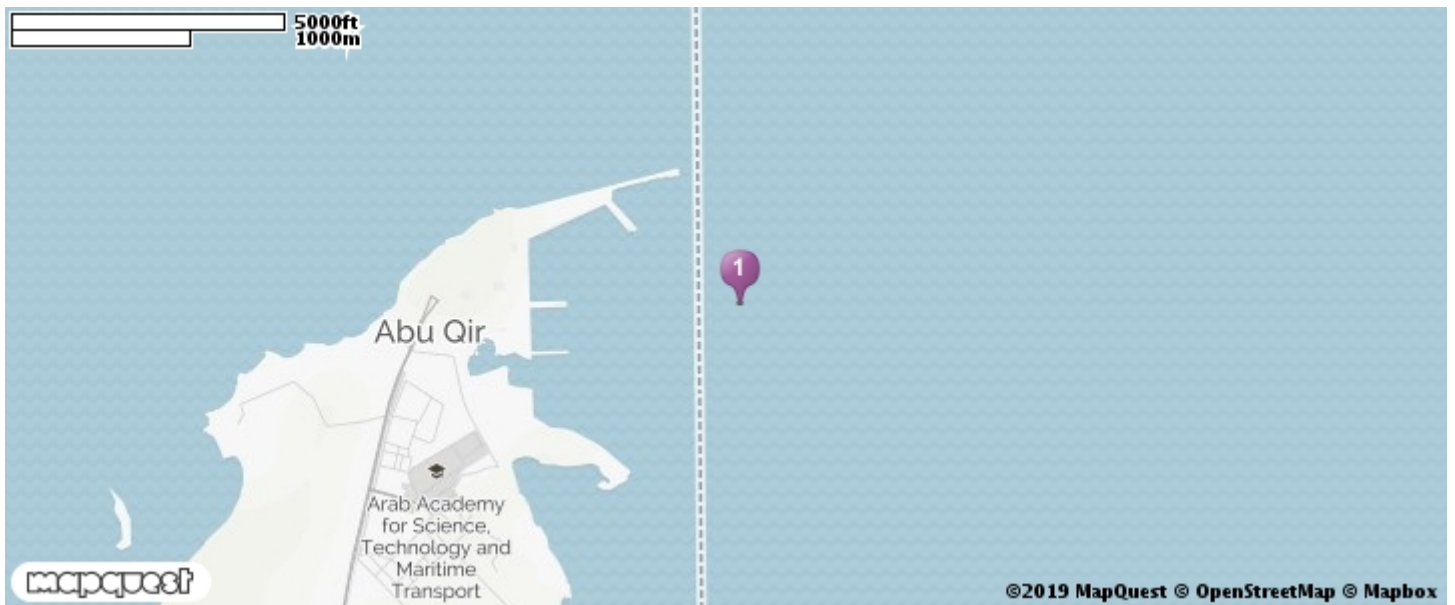 5000ft
1000m
1
Abu Qir
Arab Academy
for Science,
Technology and
Maritime
Transport
mapquest
©2019 MapQuest © OpenStreetMap © Mapbox